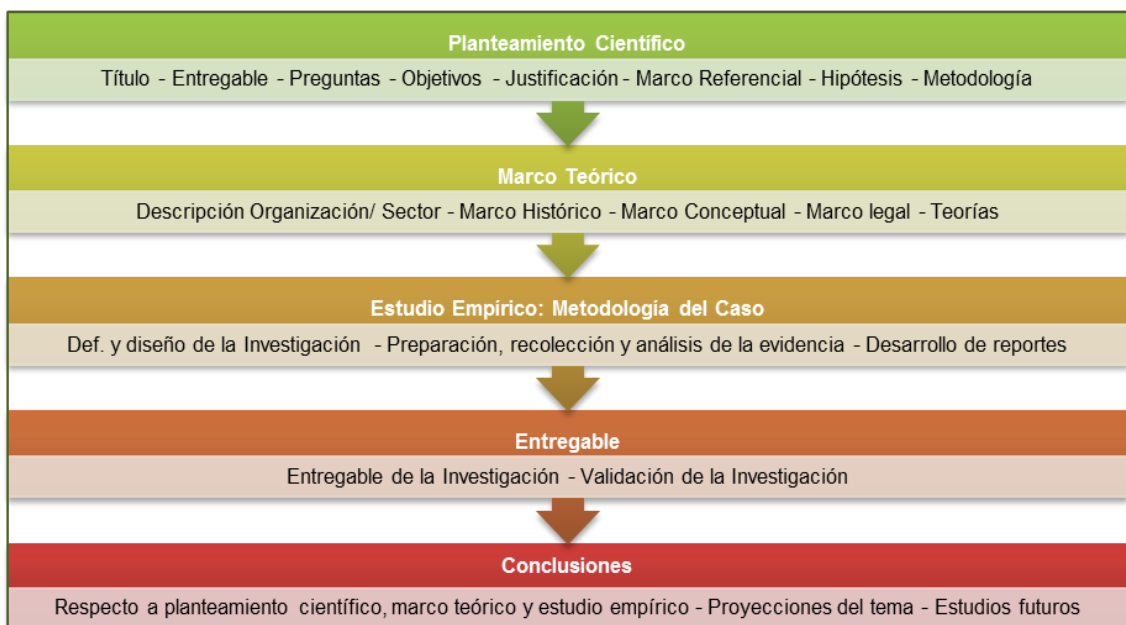 Planteamiento Científico
Título - Entregable - Preguntas - Objetivos - Justificación - Marco Referencial - Hipótesis - Metodología
Marco Teórico
Descripción Organización/ Sector - Marco Histórico - Marco Conceptual - Marco legal - Teorías
Estudio Empírico: Metodología del Caso
Def. y diseño de la Investigación - Preparación, recolección y análisis de la evidencia - Desarrollo de reportes
Entregable
Entregable de la Investigación - Validación de la Investigación
Conclusiones
Respecto a planteamiento científico, marco teórico y estudio empírico - Proyecciones del tema - Estudios futuros